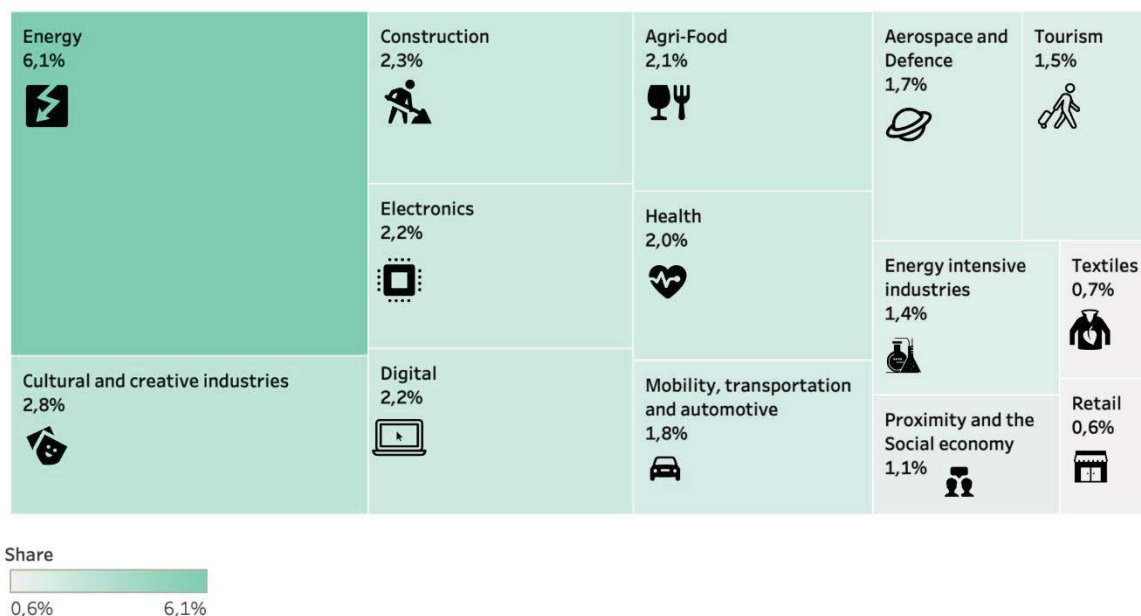 Energy
6,1%
Cultural and creative industries
2,8%
Construction
2,3%
Electronics
2,2%
Digital
2,2%
Agri-Food
2,1%
Health
2,0%
Mobility, transportation
and automotive
1,8%
Aerospace and
Defence
1,7%
Tourism
1,5%
Energy intensive
industries
1,4%
Textiles
0,7%
Proximity and the
Social economy
1,1%
Retail
0,6%
Share
0,6%
6,1%